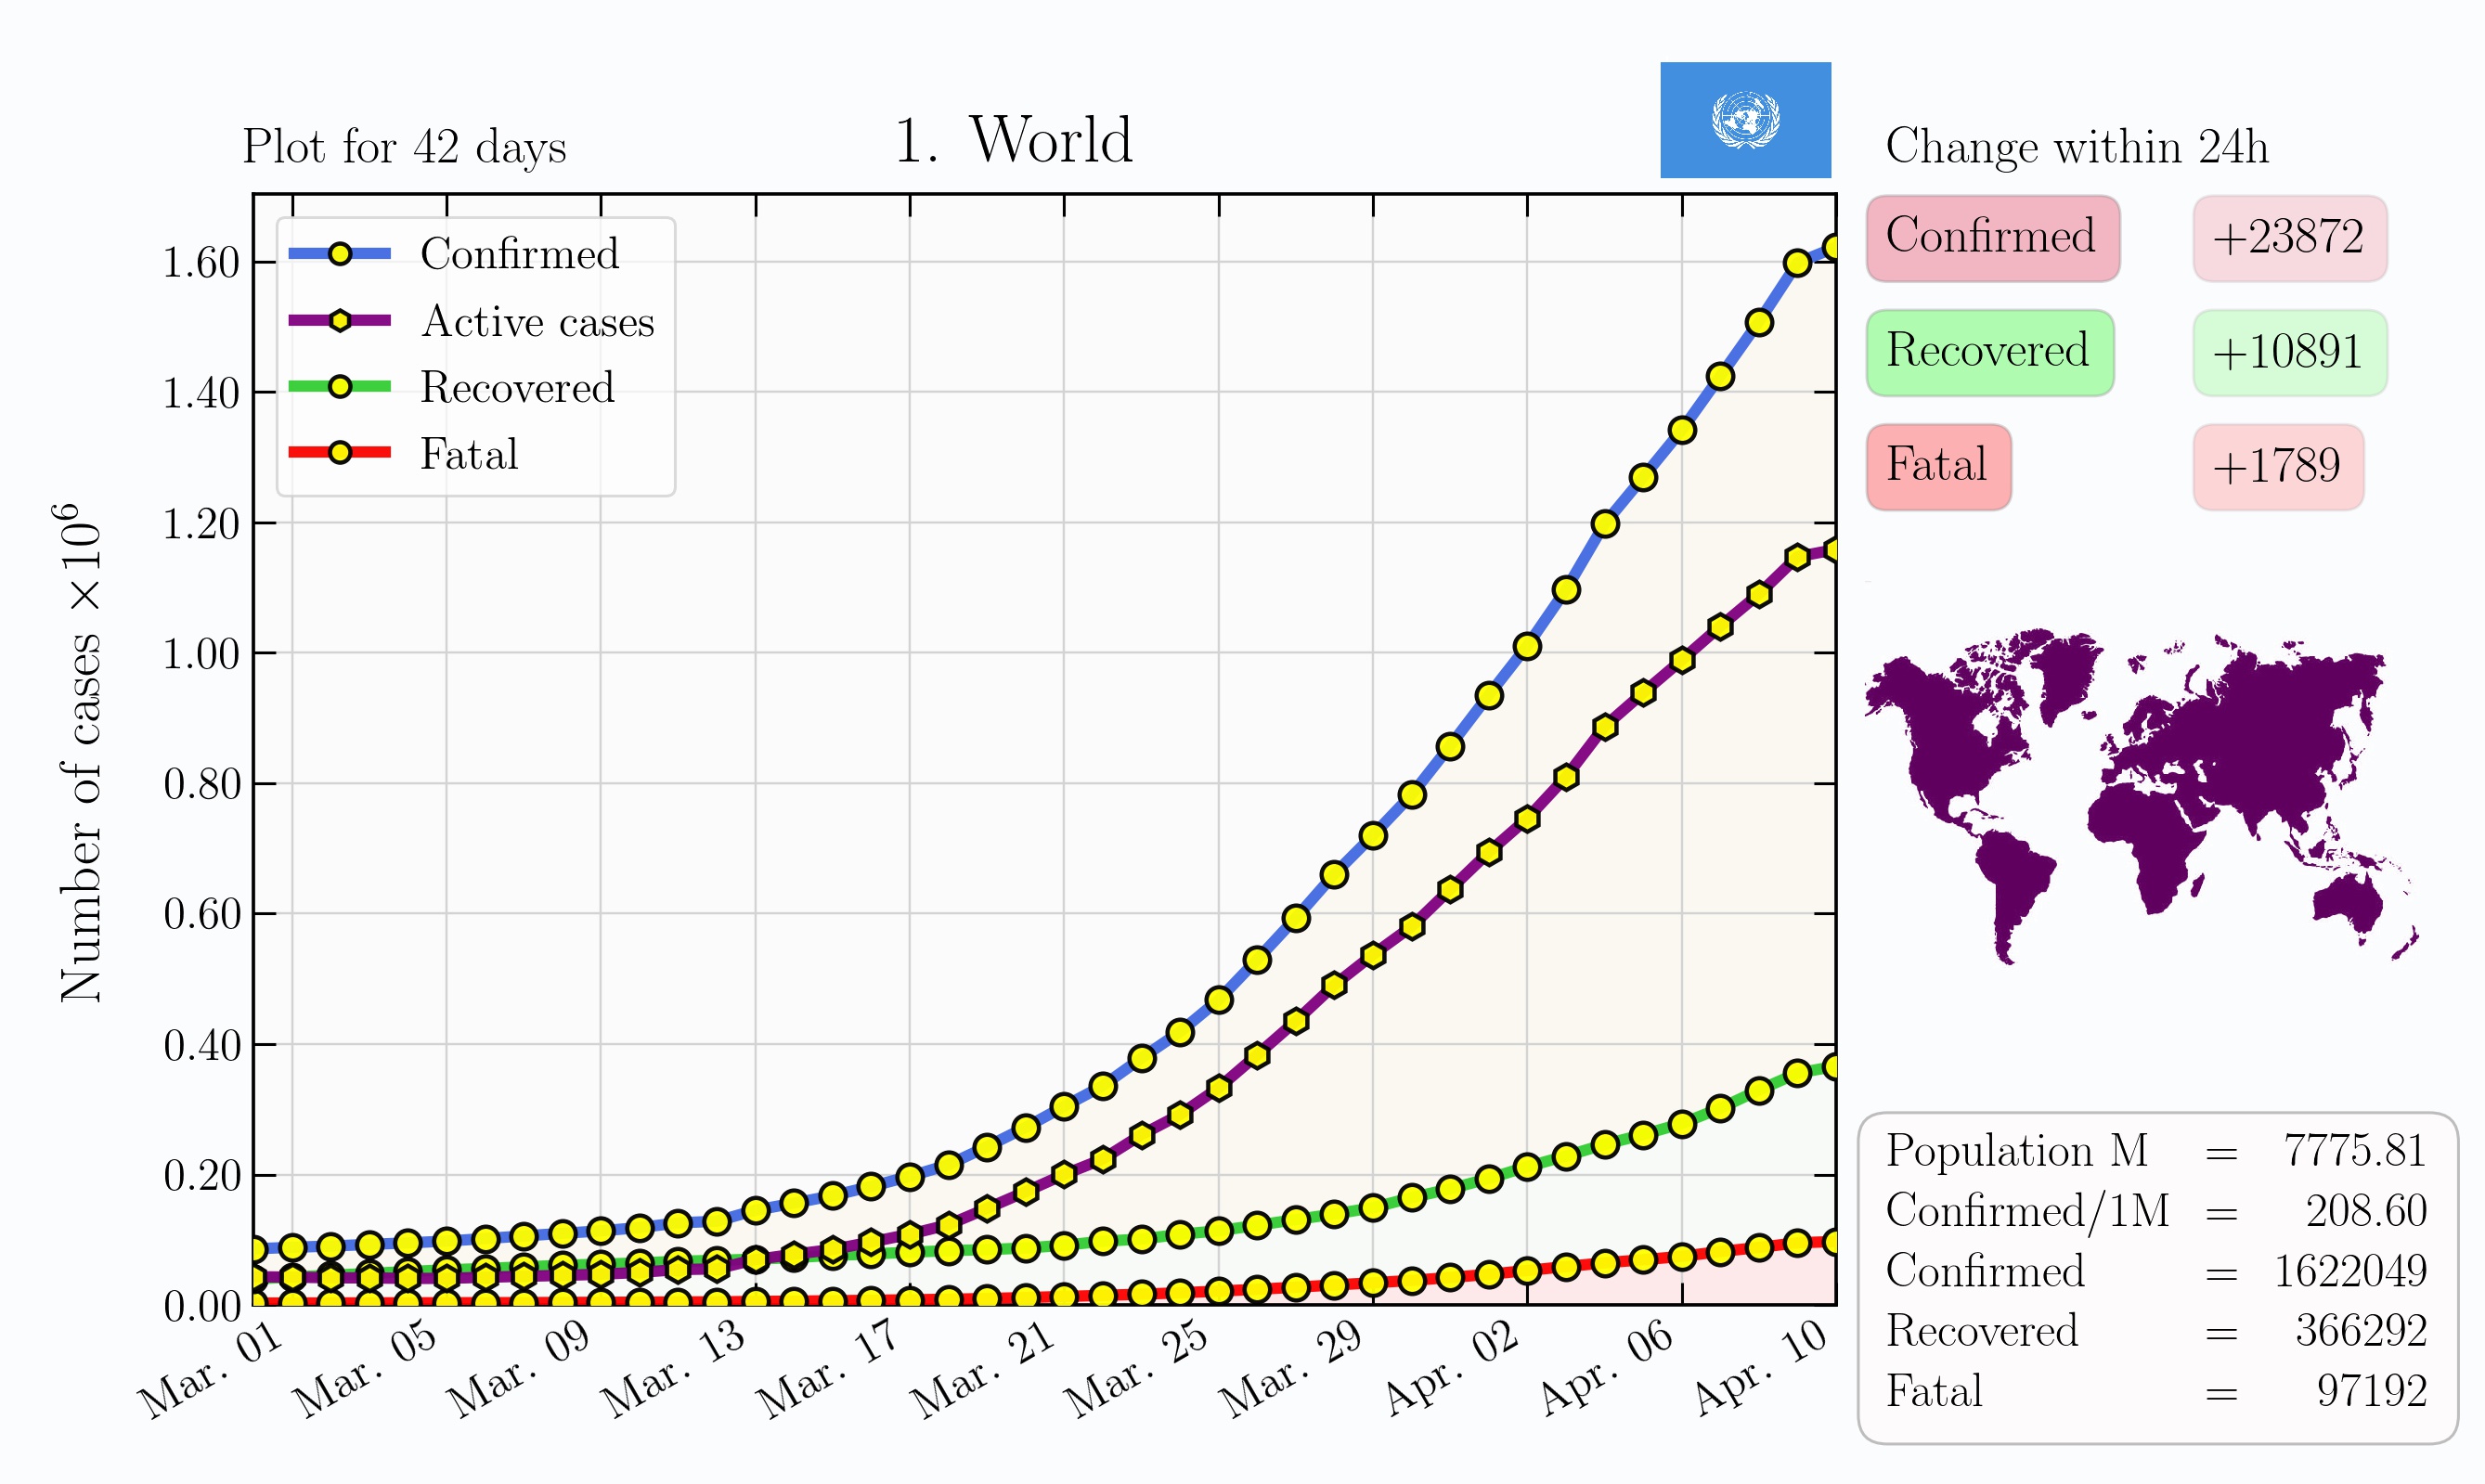 Plot for 42 days
1. World
Change within 24h
Confirmed +23872
Recovered +10891
Fatal +1789
Confirmed
Active cases
Recovered
Fatal
Number of cases ×10⁶
1.60
1.40
1.20
1.00
0.80
0.60
0.40
0.20
0.00
Mar. 01
Mar. 05
Mar. 09
Mar. 13
Mar. 17
Mar. 21
Mar. 25
Mar. 29
Apr. 02
Apr. 06
Apr. 10
Population M = 7775.81
Confirmed/1M = 208.60
Confirmed = 1622049
Recovered = 366292
Fatal = 97192